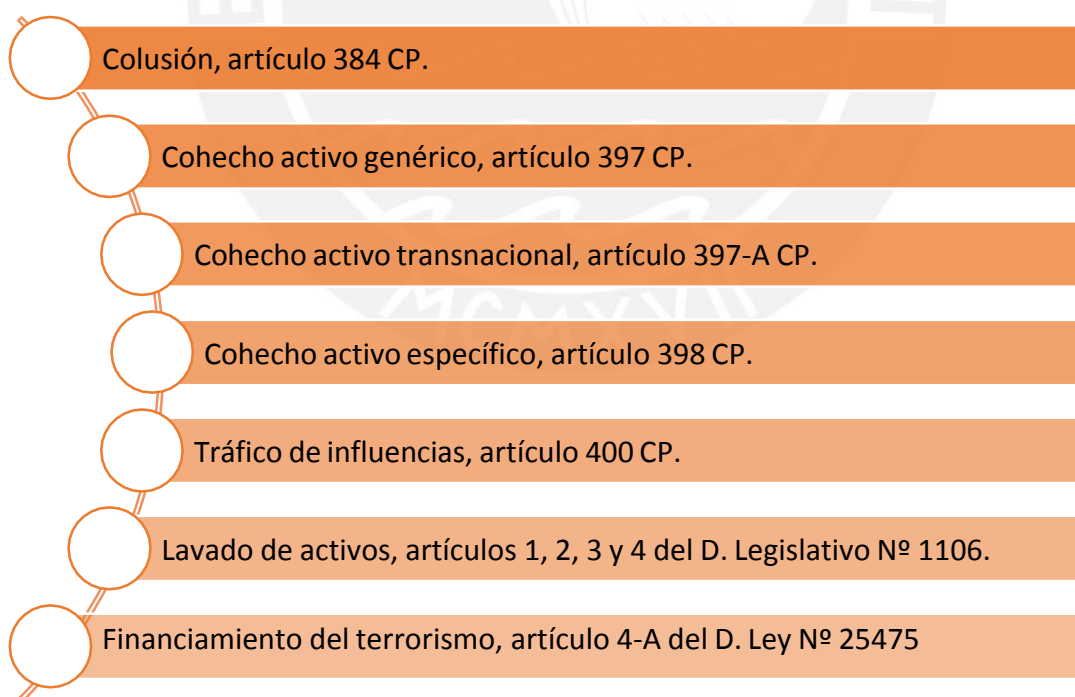 Colusión, artículo 384 CP.
Cohecho activo genérico, artículo 397 CP.
Cohecho activo transnacional, artículo 397-A CP.
MCMXVII
Cohecho activo específico, artículo 398 CP.
Tráfico de influencias, artículo 400 CP.
Lavado de activos, artículos 1, 2, 3 y 4 del D. Legislativo Nº 1106.
Financiamiento del terrorismo, artículo 4-A del D. Ley Nº 25475